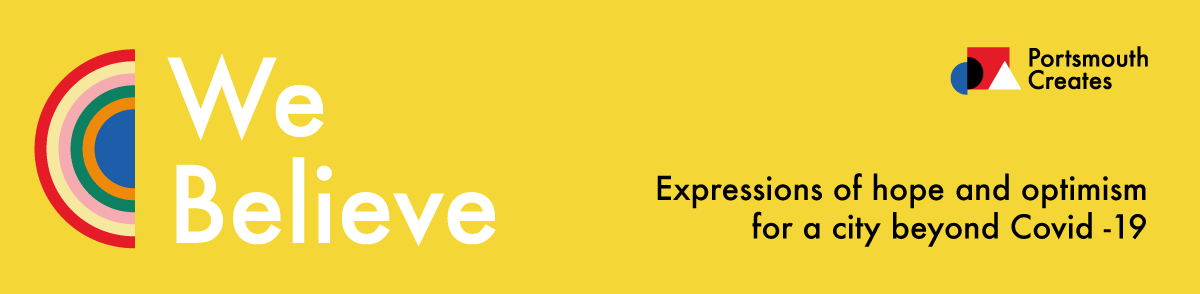 We
Believe
Portsmouth
Creates
Expressions of hope and optimism
for a city beyond Covid -19